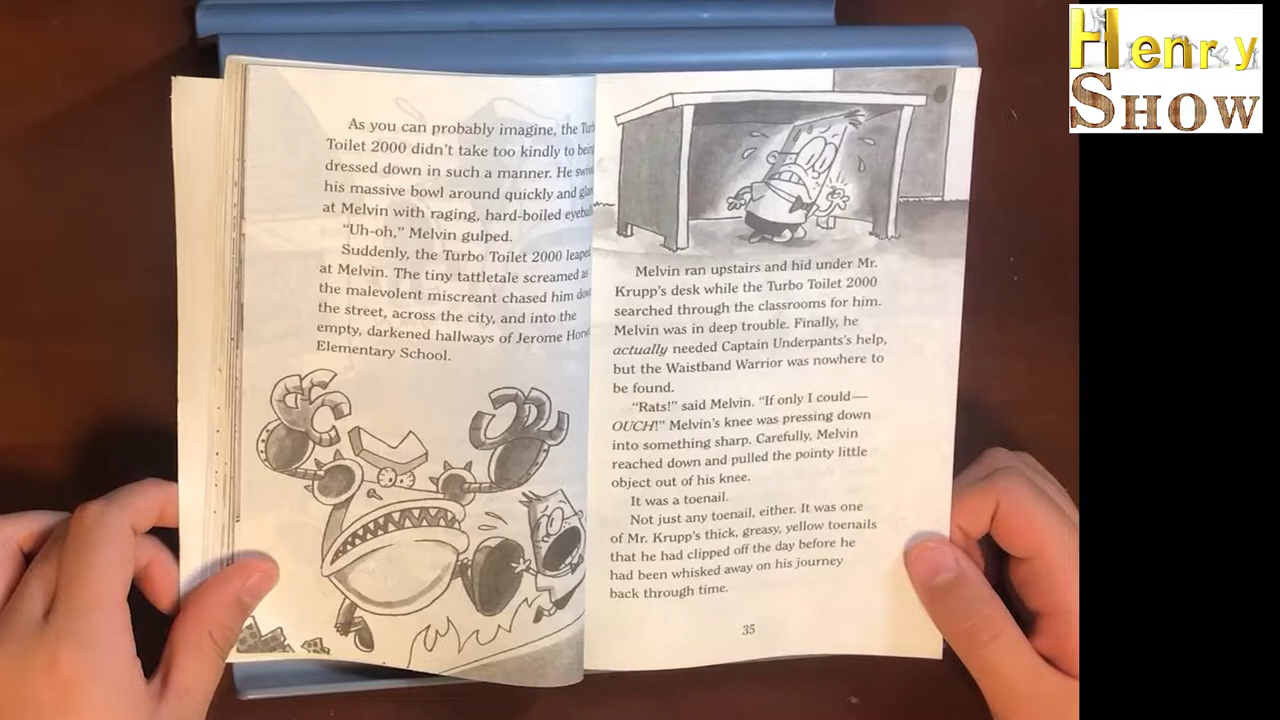 As you can probably imagine, the
Toilet 2000 didn't take too kindly to
dressed down in such a manner. He
his massive bowl around quickly and
at Melvin with raging, hard-boiled
"Uh-oh," Melvin gulped.
Suddenly, the Turbo Toilet 2000
at Melvin. The tiny tattletale screamed as
the malevolent miscreant chased him
the street, across the city, and into the
empty, darkened hallways of Jerome
Elementary School.
Melvin ran upstairs and hid under Mr.
Krupp's desk while the Turbo Toilet 2000
searched through the classrooms for him.
Melvin was in deep trouble. Finally, he
actually needed Captain Underpants's help,
but the Waistband Warrior was nowhere to
be found.
"Rats!" said Melvin. "If only I could—
OUCH!" Melvin's knee was pressing down
into something sharp. Carefully, Melvin
reached down and pulled the pointy little
object out of his knee.
It was a toenail.
Not just any toenail, either. It was one
of Mr. Krupp's thick, greasy, yellow toenails
that he had clipped off the day before he
had been whisked away on his journey
back through time.
35
Henry
SHOW